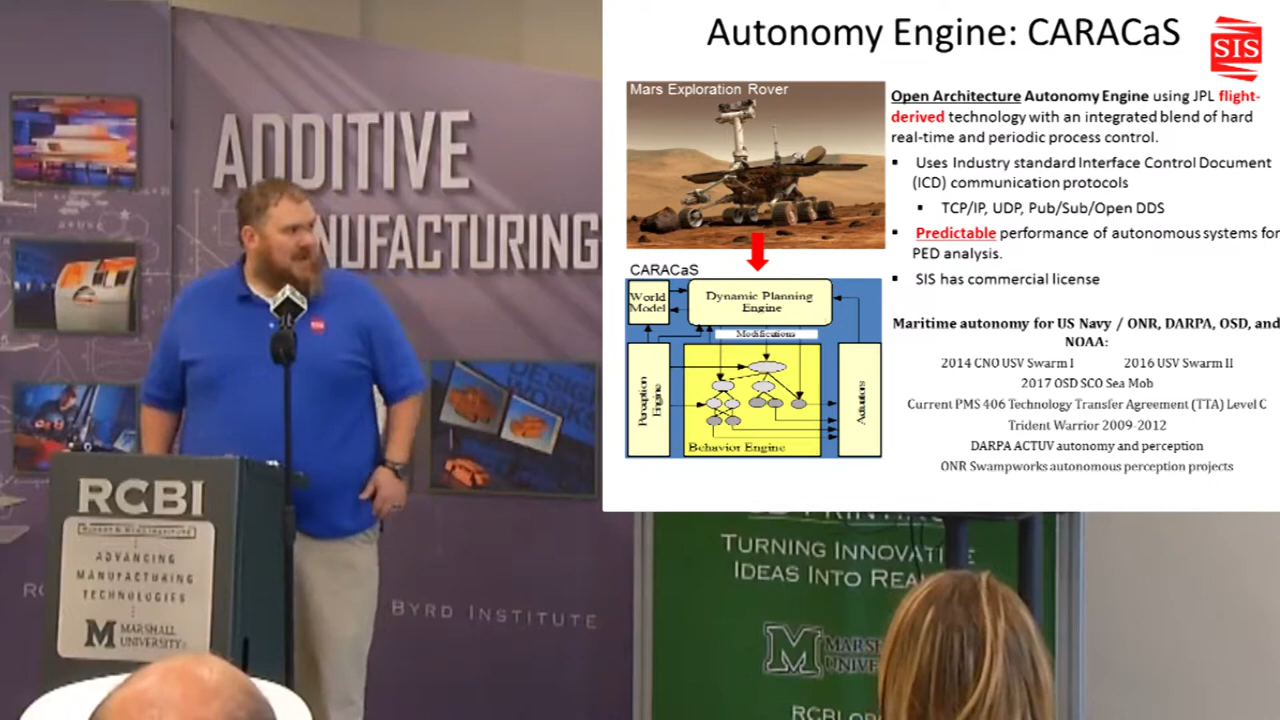 ADDITIVE
MANUFACTURING
DESIGN
WORKS
RCBI
ADVANCING
MANUFACTURING
TECHNOLOGIES
MARSHALL
UNIVERSITY
BYRD INSTITUTE
TURNING INNOVATIVE
IDEAS INTO
MARSHALL
UNIVERSITY
Autonomy Engine: CARACaS
SIS
Mars Exploration Rover
CARACaS
World
Model
Dynamic Planning
Engine
Modifications
Perception
Engine
Behavior Engine
Actuators
Open Architecture Autonomy Engine using JPL flight-
derived technology with an integrated blend of hard
real-time and periodic process control.
▪ Uses Industry standard Interface Control Document
(ICD) communication protocols
▪ TCP/IP, UDP, Pub/Sub/Open DDS
▪ Predictable performance of autonomous systems for
PED analysis.
▪ SIS has commercial license
Maritime autonomy for US Navy / ONR, DARPA, OSD, and
NOAA:
2014 CNO USV Swarm I 2016 USV Swarm II
2017 OSD SCO Sea Mob
Current PMS 406 Technology Transfer Agreement (TTA) Level C
Trident Warrior 2009-2012
DARPA ACTUV autonomy and perception
ONR Swampworks autonomous perception projects